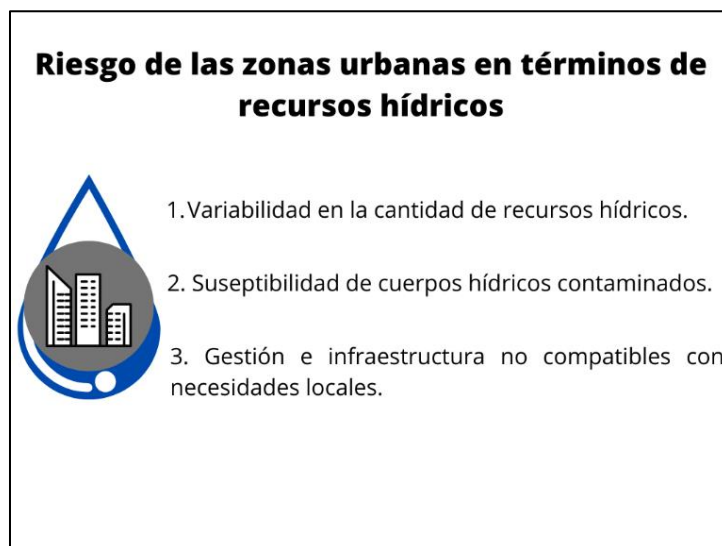 Riesgo de las zonas urbanas en términos de
recursos hídricos
1.Variabilidad en la cantidad de recursos hídricos.
2. Suseptibilidad de cuerpos hídricos contaminados.
3. Gestión e infraestructura no compatibles con
necesidades locales.